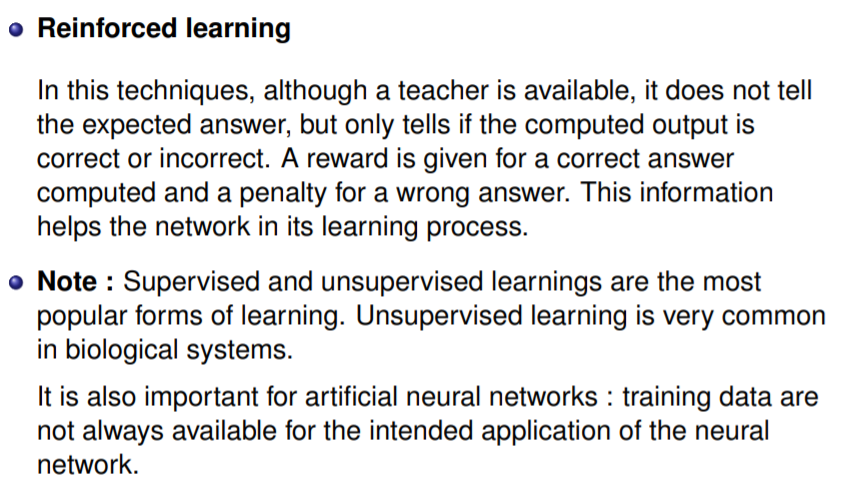 Reinforced learning
In this techniques, although a teacher is available, it does not tell
the expected answer, but only tells if the computed output is
correct or incorrect. A reward is given for a correct answer
computed and a penalty for a wrong answer. This information
helps the network in its learning process.
Note : Supervised and unsupervised learnings are the most
popular forms of learning. Unsupervised learning is very common
in biological systems.
It is also important for artificial neural networks : training data are
not always available for the intended application of the neural
network.